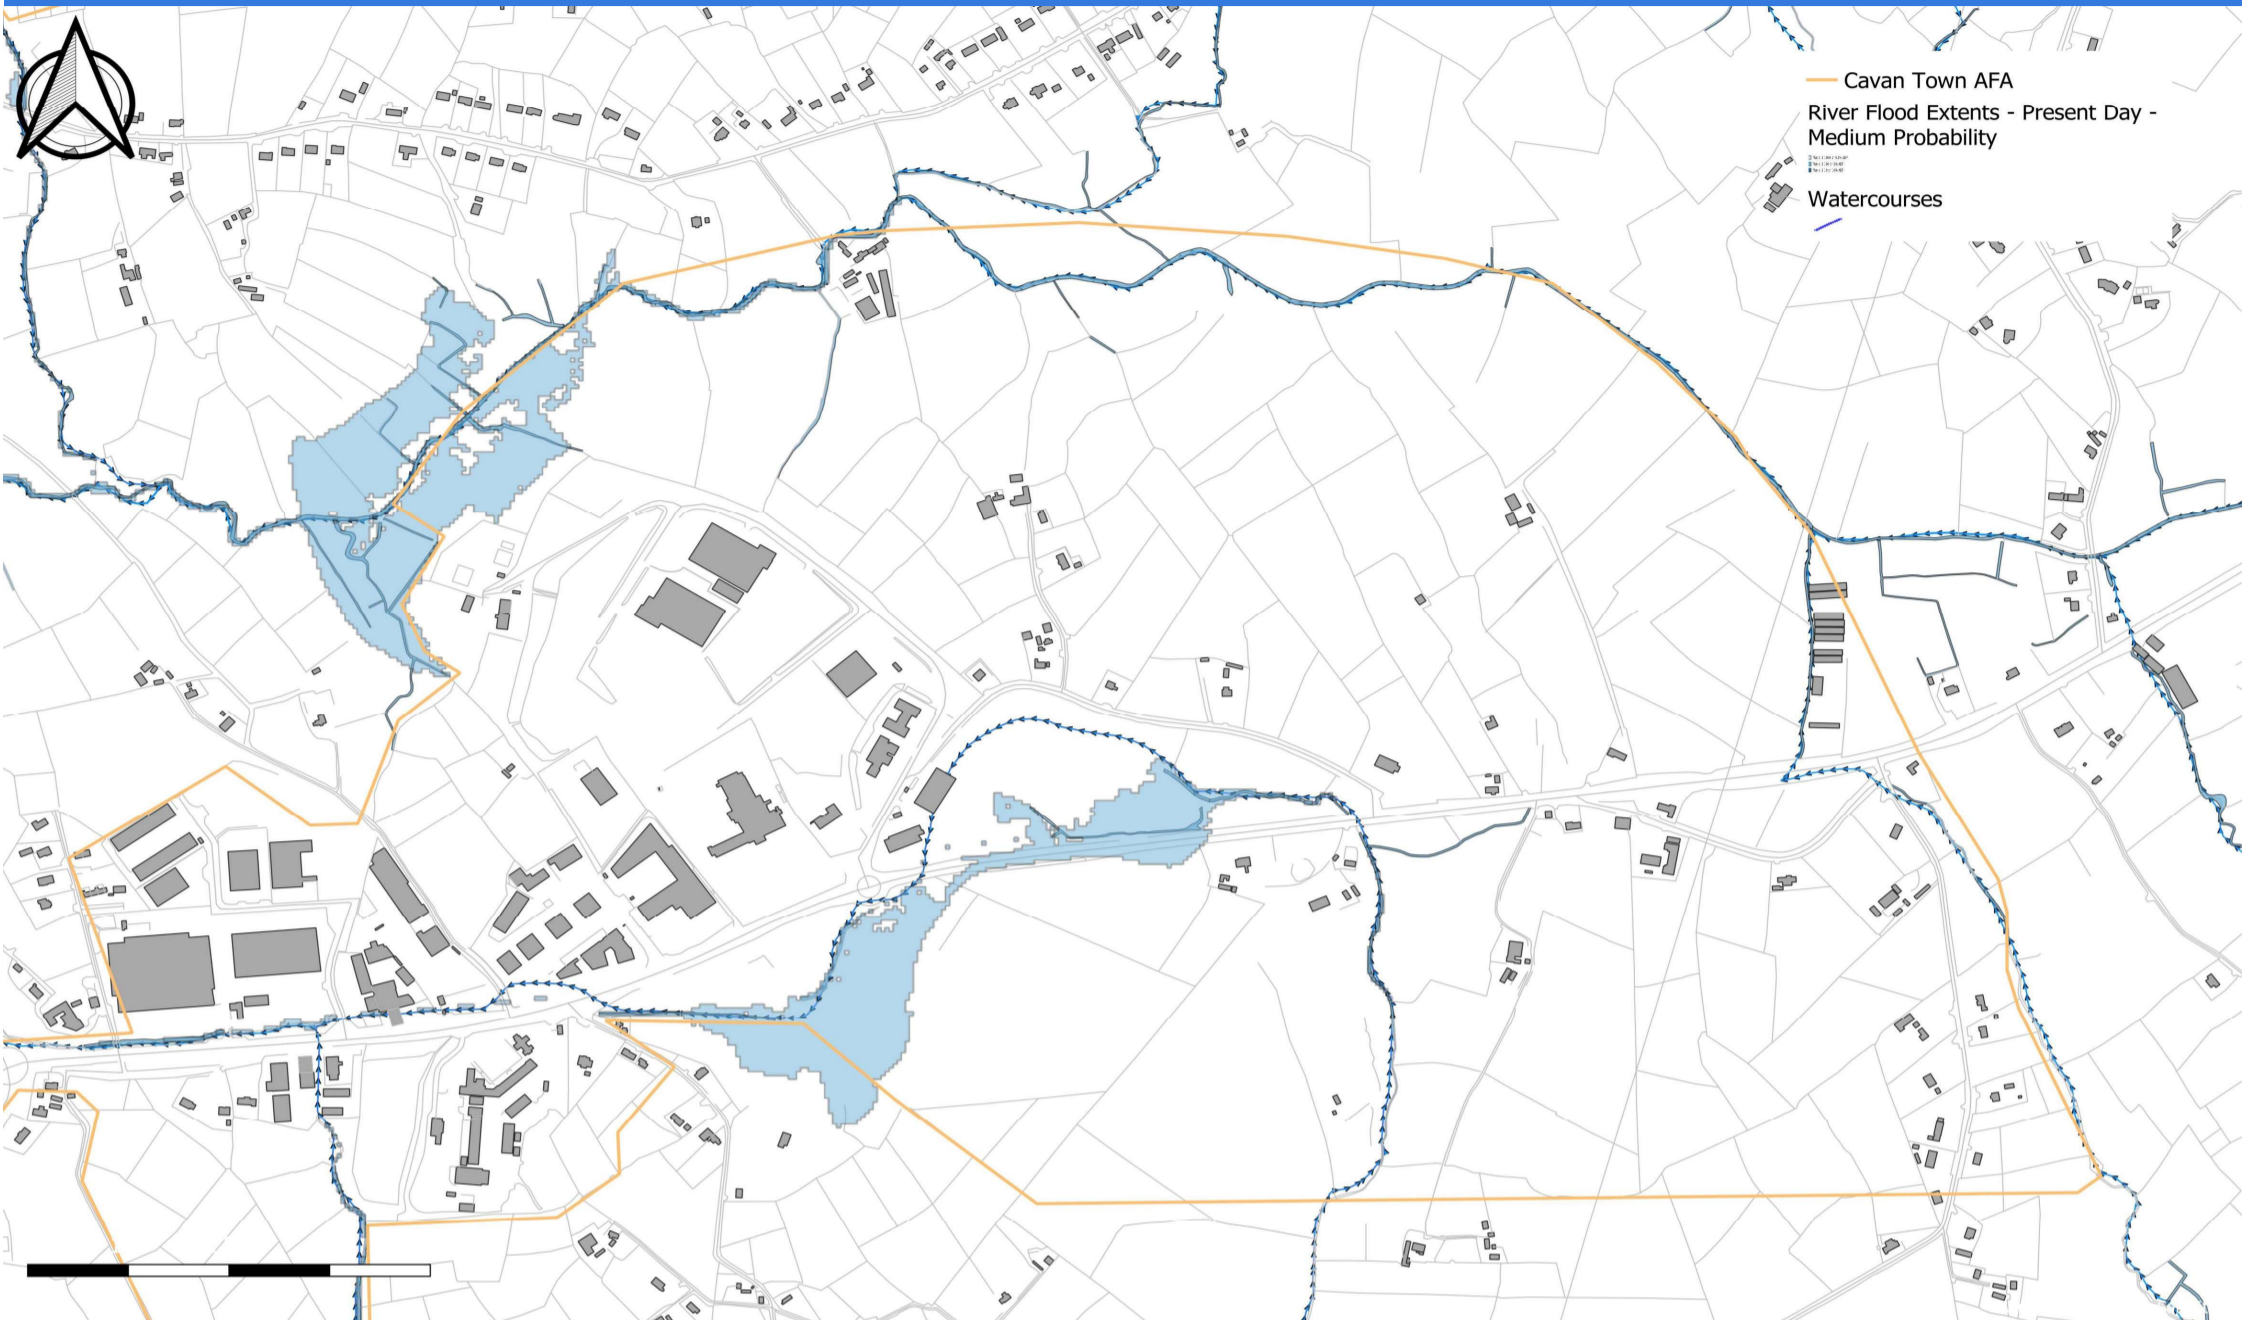 Cavan Town AFA
River Flood Extents - Present Day -
Medium Probability
Watercourses